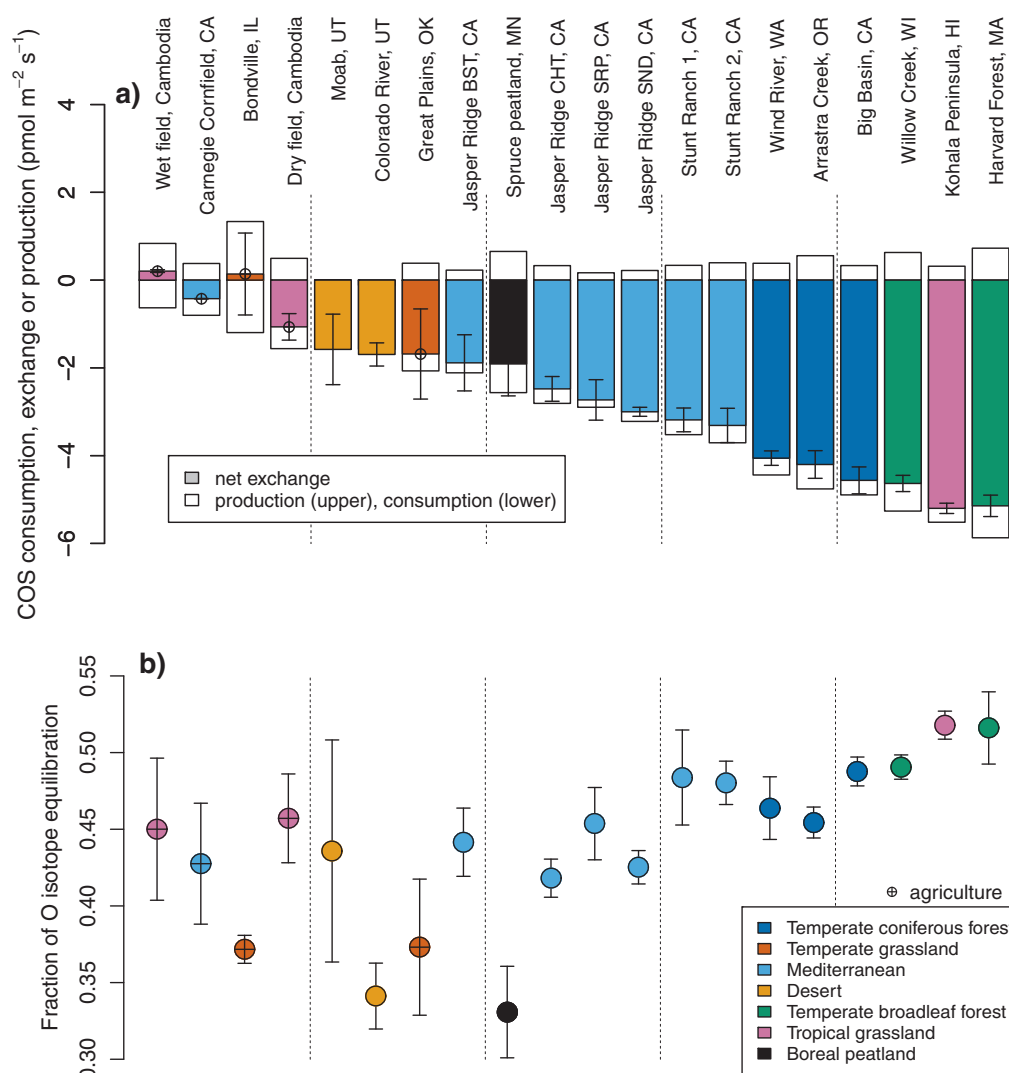 a)
Wet field, Cambodia
Carnegie Cornfield, CA
Bondville, IL
Dry field, Cambodia
Moab, UT
Colorado River, UT
Great Plains, OK
Jasper Ridge BST, CA
Spruce peatland, MN
Jasper Ridge CHT, CA
Jasper Ridge SRP, CA
Jasper Ridge SND, CA
Stunt Ranch 1, CA
Stunt Ranch 2, CA
Wind River, WA
Arrastra Creek, OR
Big Basin, CA
Willow Creek, WI
Kohala Peninsula, HI
Harvard Forest, MA
COS consumption, exchange or production (pmol m⁻² s⁻¹)
4
2
0
−2
−4
−6
net exchange
production (upper), consumption (lower)
b)
Fraction of O isotope equilibration
0.55
0.50
0.45
0.40
0.35
0.30
agriculture
Temperate coniferous forest
Temperate grassland
Mediterranean
Desert
Temperate broadleaf forest
Tropical grassland
Boreal peatland